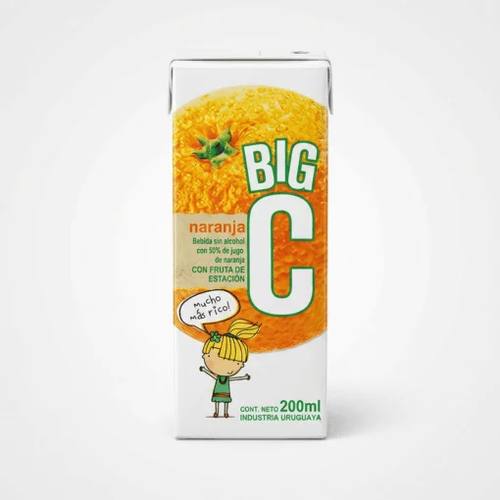 BIG
C
naranja
Bebida sin alcohol
con 50% de jugo
de naranja
CON FRUTA DE
ESTACIÓN
Mucho
más rico!
CONT. NETO 200ml
INDUSTRIA URUGUAYA